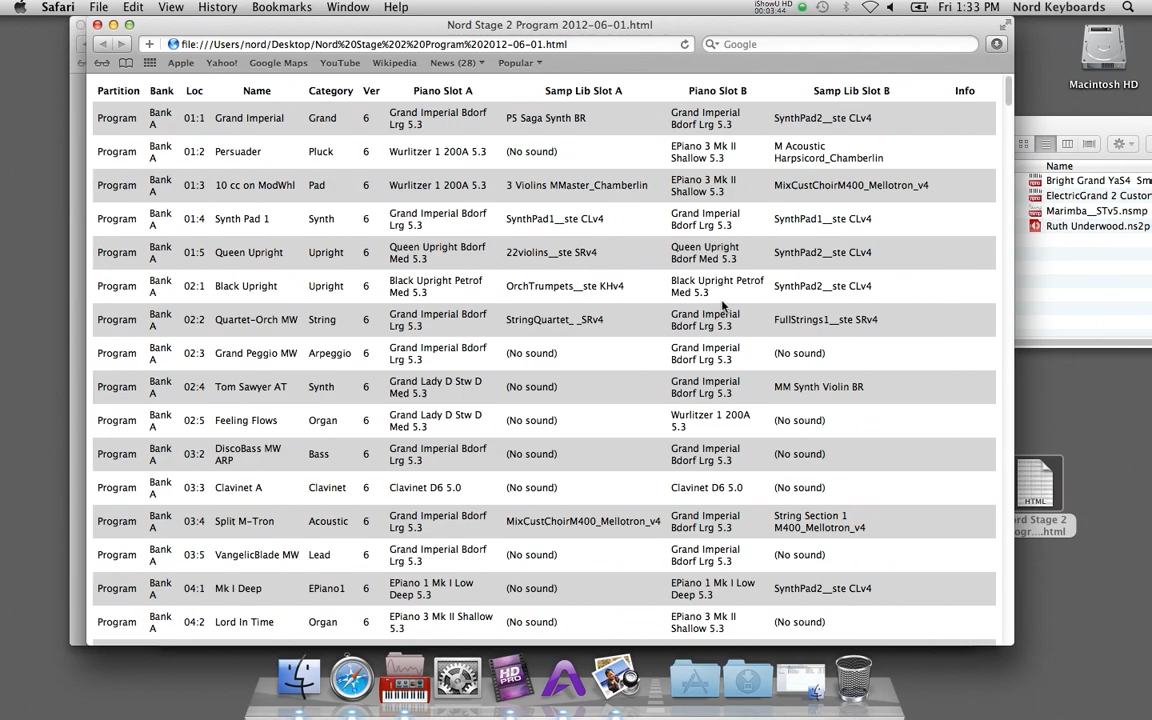 Safari File Edit View History Bookmarks Window Help iShowU HD 00:03:44 Fri 1:33 PM Nord Keyboards
Nord Stage 2 Program 2012-06-01.html
file:///Users/nord/Desktop/Nord%20Stage%202%20Program%202012-06-01.html Google
Apple Yahoo! Google Maps YouTube Wikipedia News (28) Popular
Macintosh HD
Partition Bank Loc Name Category Ver Piano Slot A Samp Lib Slot A Piano Slot B Samp Lib Slot B Info
Program Bank A 01:1 Grand Imperial Grand 6 Grand Imperial Bdorf Lrg 5.3 P5 Saga Synth BR Grand Imperial Bdorf Lrg 5.3 SynthPad2__ste CLv4
Program Bank A 01:2 Persuader Pluck 6 Wurlitzer 1 200A 5.3 (No sound) EPiano 3 Mk II Shallow 5.3 M Acoustic Harpsicord_Chamberlin
Program Bank A 01:3 10 cc on ModWhl Pad 6 Wurlitzer 1 200A 5.3 3 Violins MMaster_Chamberlin EPiano 3 Mk II Shallow 5.3 MixCustChoirM400_Mellotron_v4
Program Bank A 01:4 Synth Pad 1 Synth 6 Grand Imperial Bdorf Lrg 5.3 SynthPad1__ste CLv4 Grand Imperial Bdorf Lrg 5.3 SynthPad1__ste CLv4
Program Bank A 01:5 Queen Upright Upright 6 Queen Upright Bdorf Med 5.3 22violins__ste SRv4 Queen Upright Bdorf Med 5.3 SynthPad2__ste CLv4
Program Bank A 02:1 Black Upright Upright 6 Black Upright Petrof Med 5.3 OrchTrumpets__ste KHv4 Black Upright Petrof Med 5.3 SynthPad2__ste CLv4
Program Bank A 02:2 Quartet-Orch MW String 6 Grand Imperial Bdorf Lrg 5.3 StringQuartet_ _SRv4 Grand Imperial Bdorf Lrg 5.3 FullStrings1__ste SRv4
Program Bank A 02:3 Grand Peggio MW Arpeggio 6 Grand Imperial Bdorf Lrg 5.3 (No sound) Grand Imperial Bdorf Lrg 5.3 (No sound)
Program Bank A 02:4 Tom Sawyer AT Synth 6 Grand Lady D Stw D Med 5.3 (No sound) Grand Imperial Bdorf Lrg 5.3 MM Synth Violin BR
Program Bank A 02:5 Feeling Flows Organ 6 Grand Lady D Stw D Med 5.3 (No sound) Wurlitzer 1 200A 5.3 (No sound)
Program Bank A 03:2 DiscoBass MW ARP Bass 6 Grand Imperial Bdorf Lrg 5.3 (No sound) Grand Imperial Bdorf Lrg 5.3 (No sound)
Program Bank A 03:3 Clavinet A Clavinet 6 Clavinet D6 5.0 (No sound) Clavinet D6 5.0 (No sound)
Program Bank A 03:4 Split M-Tron Acoustic 6 Grand Imperial Bdorf Lrg 5.3 MixCustChoirM400_Mellotron_v4 Grand Imperial Bdorf Lrg 5.3 String Section 1 M400_Mellotron_v4
Program Bank A 03:5 VangelicBlade MW Lead 6 Grand Imperial Bdorf Lrg 5.3 (No sound) Grand Imperial Bdorf Lrg 5.3 (No sound)
Program Bank A 04:1 Mk I Deep EPiano1 6 EPiano 1 Mk I Low Deep 5.3 (No sound) EPiano 1 Mk I Low Deep 5.3 SynthPad2__ste CLv4
Program Bank A 04:2 Lord In Time Organ 6 EPiano 3 Mk II Shallow 5.3 (No sound) EPiano 3 Mk II Shallow 5.3 (No sound)
Name
Bright Grand YaS4
ElectricGrand 2
Marimba__STv5.nsmp
Ruth Underwood.ns2p
HTML
Stage 2
....html
HD
PRO